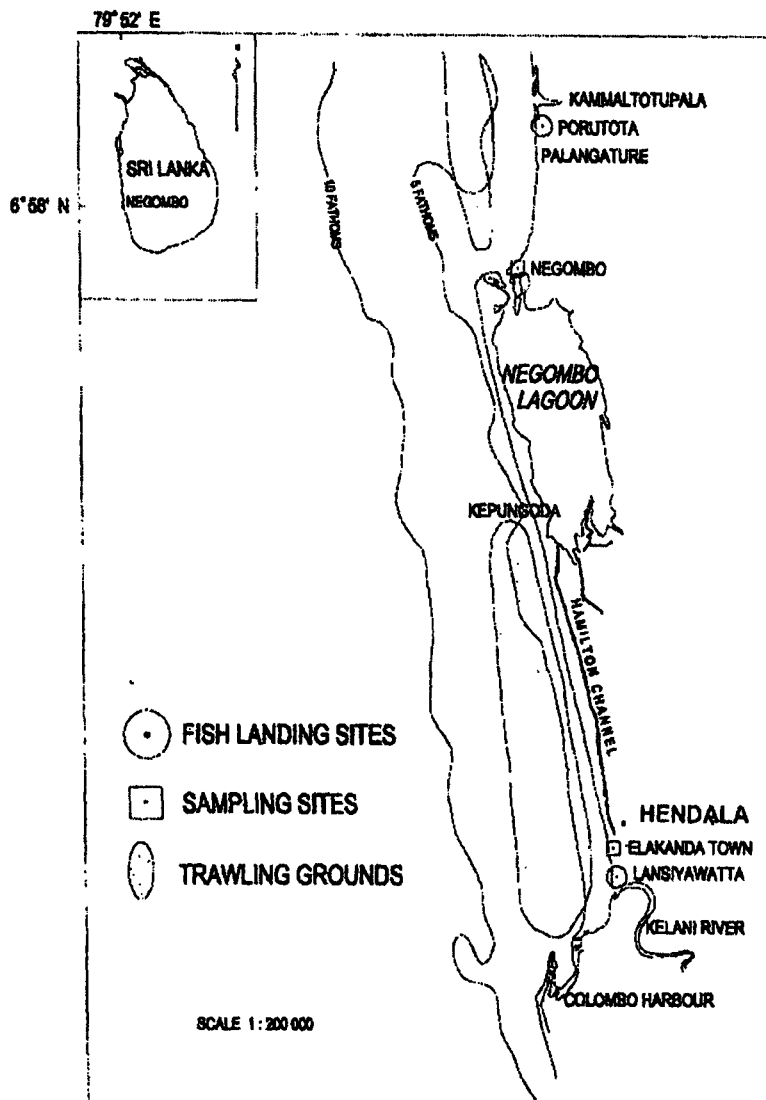 79°52' E
KAMMALTOTUPALA
PORUTOTA
PALANGATURE
SRI LANKA
NEGOMBO
6°58' N
10 FATHOMS
5 FATHOMS
NEGOMBO
NEGOMBO
LAGOON
KEPUNGODA
HAMILTON CHANNEL
FISH LANDING SITES
SAMPLING SITES
TRAWLING GROUNDS
HENDALA
ELAKANDA TOWN
LANSIYAWATTA
KELANI RIVER
COLOMBO HARBOUR
SCALE 1:200 000